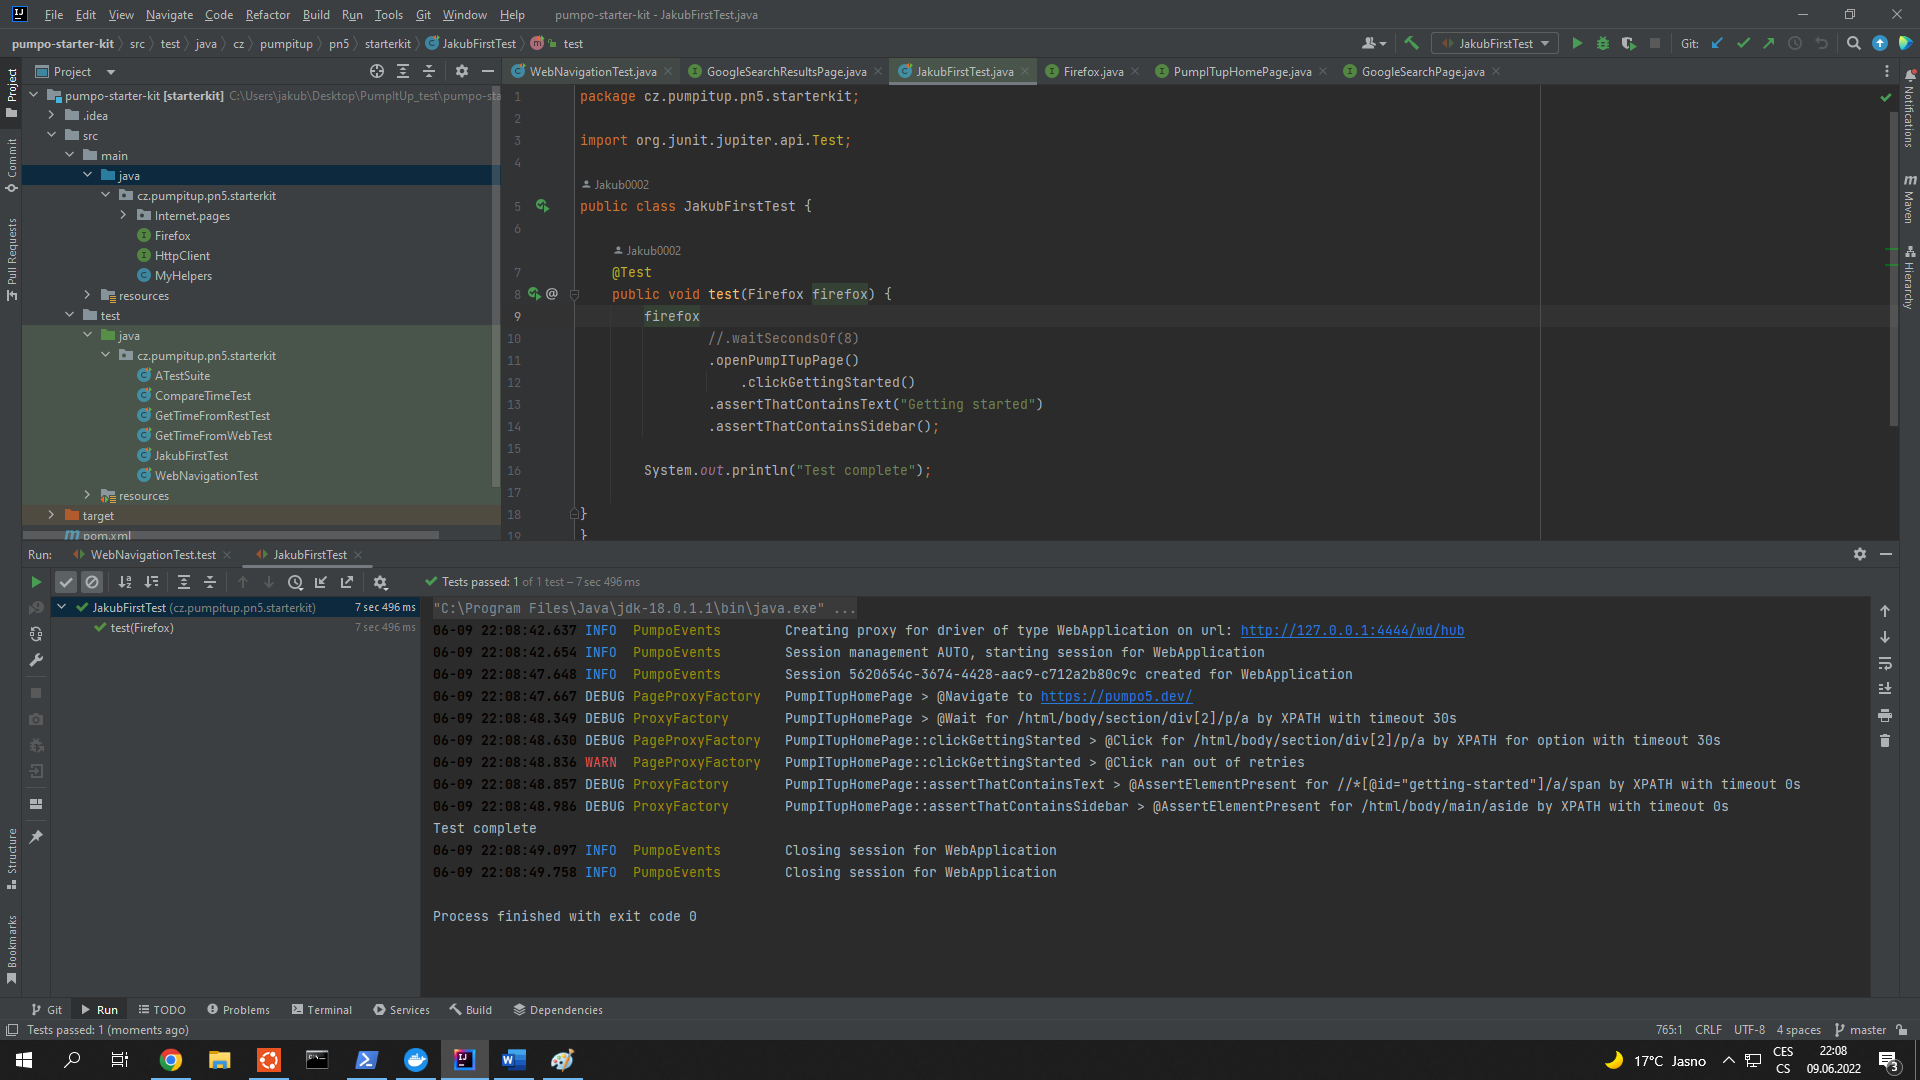 File Edit View Navigate Code Refactor Build Run Tools Git Window Help pumpo-starter-kit - JakubFirstTest.java
pumpo-starter-kit src test java cz pumpitup pn5 starterkit JakubFirstTest test
JakubFirstTest Git:
Project
WebNavigationTest.java GoogleSearchResultsPage.java JakubFirstTest.java Firefox.java PumpITupHomePage.java GoogleSearchPage.java
Project
Commit
Pull Requests
Structure
Bookmarks
Notifications
Maven
Hierarchy
pumpo-starter-kit [starterkit] C:\Users\jakub\Desktop\PumpItUp_test\pumpo-sta
.idea
src
main
java
cz.pumpitup.pn5.starterkit
Internet.pages
Firefox
HttpClient
MyHelpers
resources
test
java
cz.pumpitup.pn5.starterkit
ATestSuite
CompareTimeTest
GetTimeFromRestTest
GetTimeFromWebTest
JakubFirstTest
WebNavigationTest
resources
target
pom.xml
1 package cz.pumpitup.pn5.starterkit;
2
3 import org.junit.jupiter.api.Test;
4
Jakub0002
5 public class JakubFirstTest {
6
Jakub0002
7 @Test
8 @ public void test(Firefox firefox) {
9 firefox
10 //.waitSecondsOf(8)
11 .openPumpITupPage()
12 .clickGettingStarted()
13 .assertThatContainsText("Getting started")
14 .assertThatContainsSidebar();
15
16 System.out.println("Test complete");
17
18 }
19 }
Run: WebNavigationTest.test JakubFirstTest
Tests passed: 1 of 1 test – 7 sec 496 ms
JakubFirstTest (cz.pumpitup.pn5.starterkit) 7 sec 496 ms
test(Firefox) 7 sec 496 ms
"C:\Program Files\Java\jdk-18.0.1.1\bin\java.exe" ...
06-09 22:08:42.637 INFO PumpoEvents Creating proxy for driver of type WebApplication on url: http://127.0.0.1:4444/wd/hub
06-09 22:08:42.654 INFO PumpoEvents Session management AUTO, starting session for WebApplication
06-09 22:08:47.648 INFO PumpoEvents Session 5620654c-3674-4428-aac9-c712a2b80c9c created for WebApplication
06-09 22:08:47.667 DEBUG PageProxyFactory PumpITupHomePage > @Navigate to https://pumpo5.dev/
06-09 22:08:48.349 DEBUG ProxyFactory PumpITupHomePage > @Wait for /html/body/section/div[2]/p/a by XPATH with timeout 30s
06-09 22:08:48.630 DEBUG PageProxyFactory PumpITupHomePage::clickGettingStarted > @Click for /html/body/section/div[2]/p/a by XPATH for option with timeout 30s
06-09 22:08:48.836 WARN PageProxyFactory PumpITupHomePage::clickGettingStarted > @Click ran out of retries
06-09 22:08:48.857 DEBUG ProxyFactory PumpITupHomePage::assertThatContainsText > @AssertElementPresent for //*[@id="getting-started"]/a/span by XPATH with timeout 0s
06-09 22:08:48.986 DEBUG ProxyFactory PumpITupHomePage::assertThatContainsSidebar > @AssertElementPresent for /html/body/main/aside by XPATH with timeout 0s
Test complete
06-09 22:08:49.097 INFO PumpoEvents Closing session for WebApplication
06-09 22:08:49.758 INFO PumpoEvents Closing session for WebApplication
Process finished with exit code 0
Git Run TODO Problems Terminal Services Build Dependencies
Tests passed: 1 (moments ago) 765:1 CRLF UTF-8 4 spaces master
17°C Jasno CES 22:08
CS 09.06.2022 3